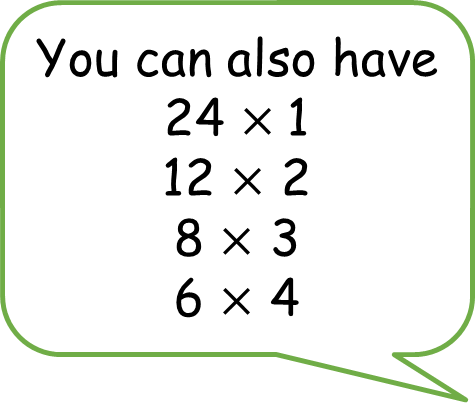 You can also have
24 × 1
12 × 2
8 × 3
6 × 4